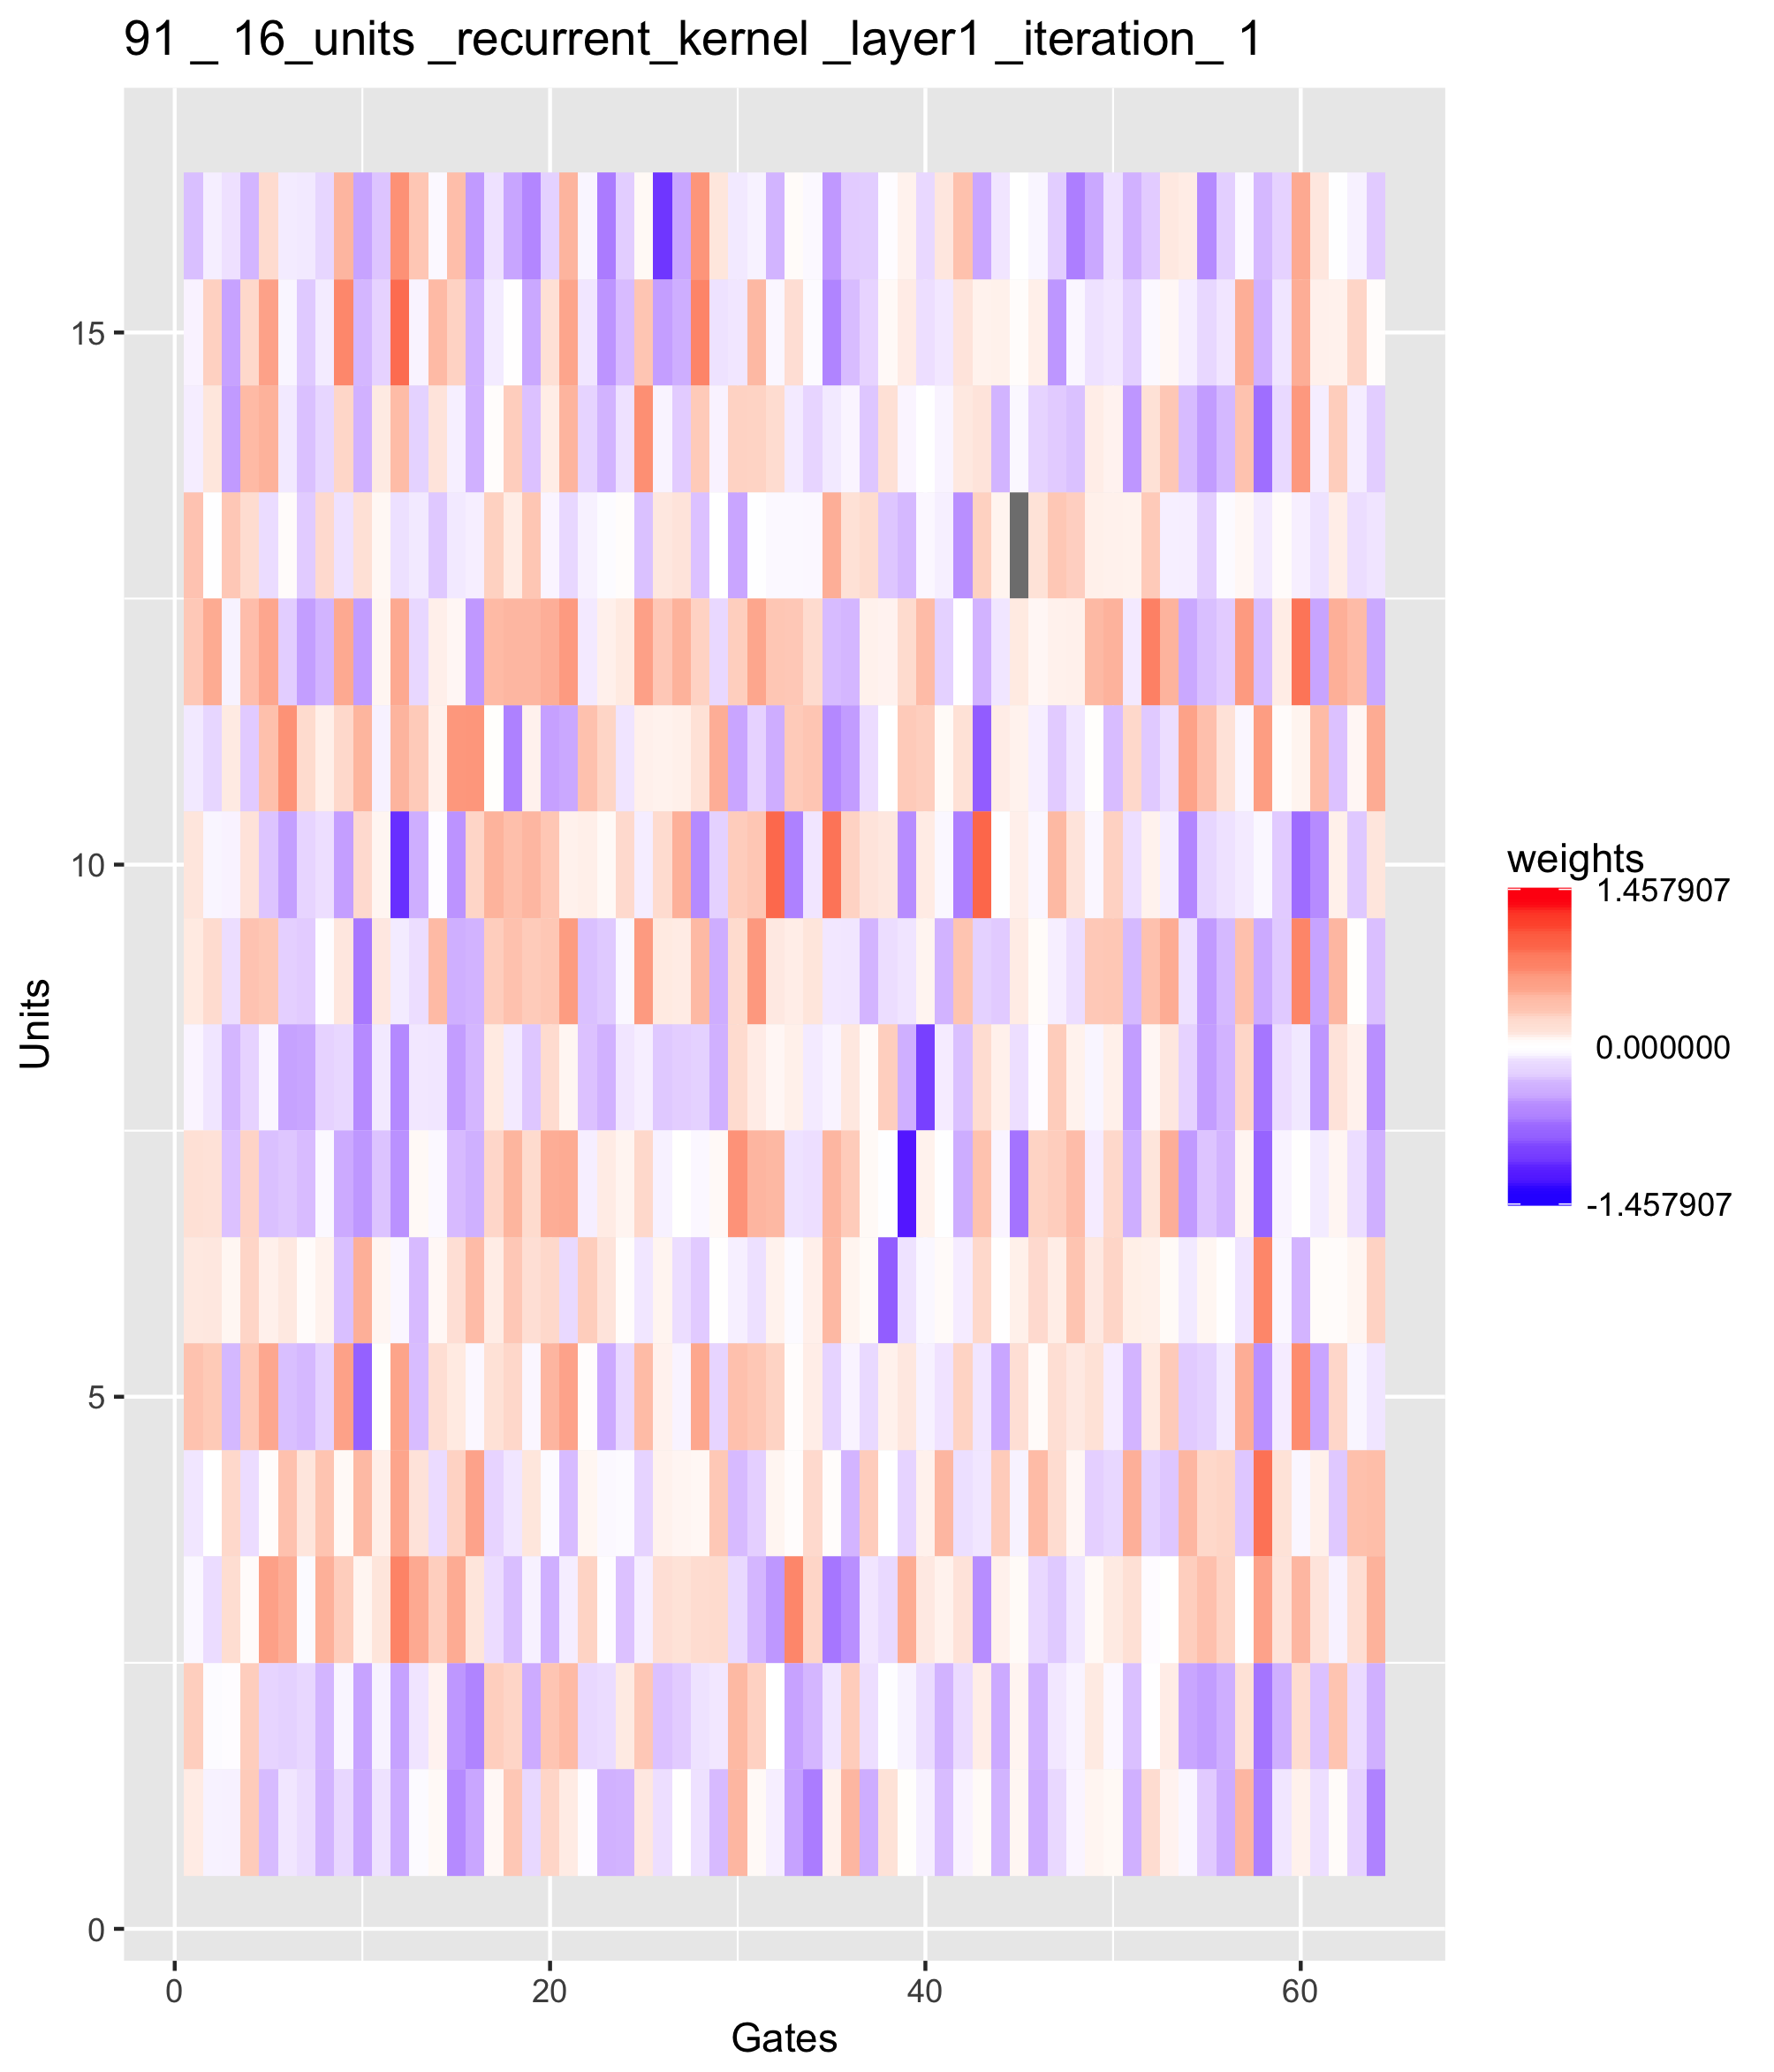 91 _ 16_units _recurrent_kernel _layer1 _iteration_ 1
15
10
5
0
Units
0 20 40 60
Gates
weights
1.457907
0.000000
-1.457907